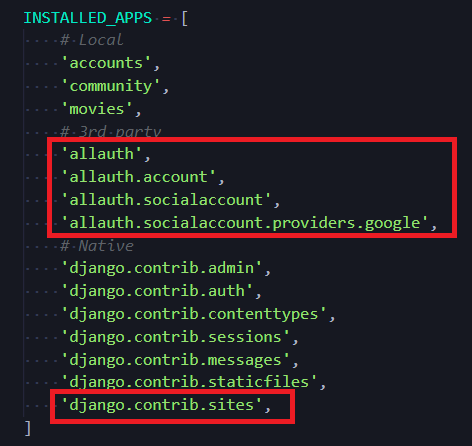 INSTALLED_APPS = [
# Local
'accounts',
'community',
'movies',
# 3rd party
'allauth',
'allauth.account',
'allauth.socialaccount',
'allauth.socialaccount.providers.google',
# Native
'django.contrib.admin',
'django.contrib.auth',
'django.contrib.contenttypes',
'django.contrib.sessions',
'django.contrib.messages',
'django.contrib.staticfiles',
'django.contrib.sites',
]